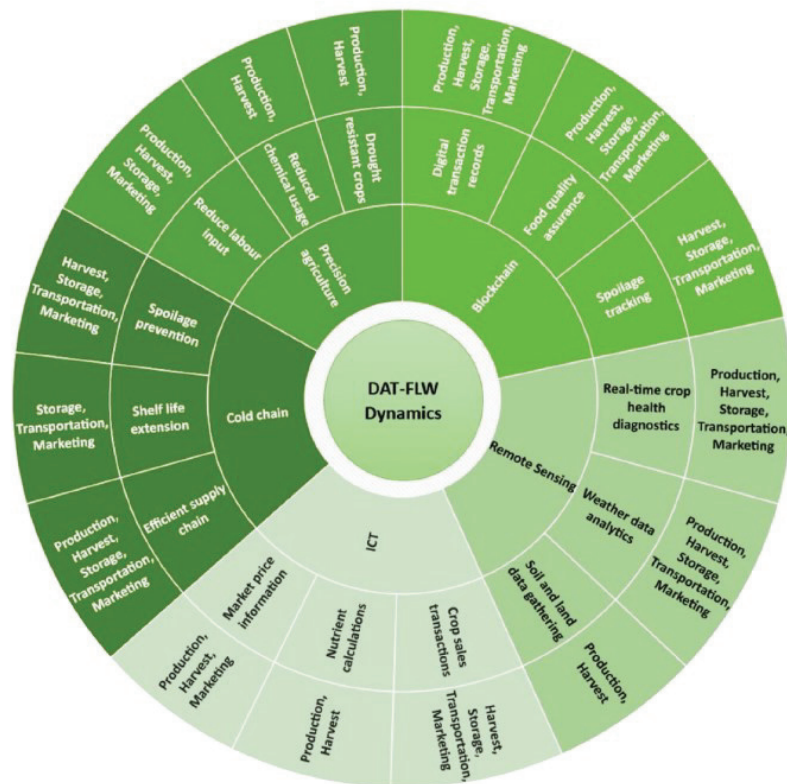 DAT-FLW
Dynamics
Blockchain
Digital
transaction
records
Production,
Harvest,
Storage,
Transportation,
Marketing
Food quality
assurance
Production,
Harvest,
Storage,
Transportation,
Marketing
Spoilage
tracking
Harvest,
Storage,
Transportation,
Marketing
Remote Sensing
Real-time crop
health
diagnostics
Production,
Harvest,
Storage,
Transportation,
Marketing
Weather data
analytics
Production,
Harvest,
Storage,
Transportation,
Marketing
Soil and land
data gathering
Production,
Harvest
ICT
Crop sales
transactions
Harvest,
Storage,
Transportation,
Marketing
Nutrient
calculations
Production,
Harvest
Market price
information
Production,
Harvest,
Marketing
Cold chain
Efficient supply
chain
Production,
Harvest,
Storage,
Transportation,
Marketing
Shelf life
extension
Storage,
Transportation,
Marketing
Spoilage
prevention
Harvest,
Storage,
Transportation,
Marketing
Precision
agriculture
Reduce labour
input
Production,
Harvest,
Storage,
Marketing
Reduced
chemical usage
Production,
Harvest
Drought
resistant crops
Production,
Harvest